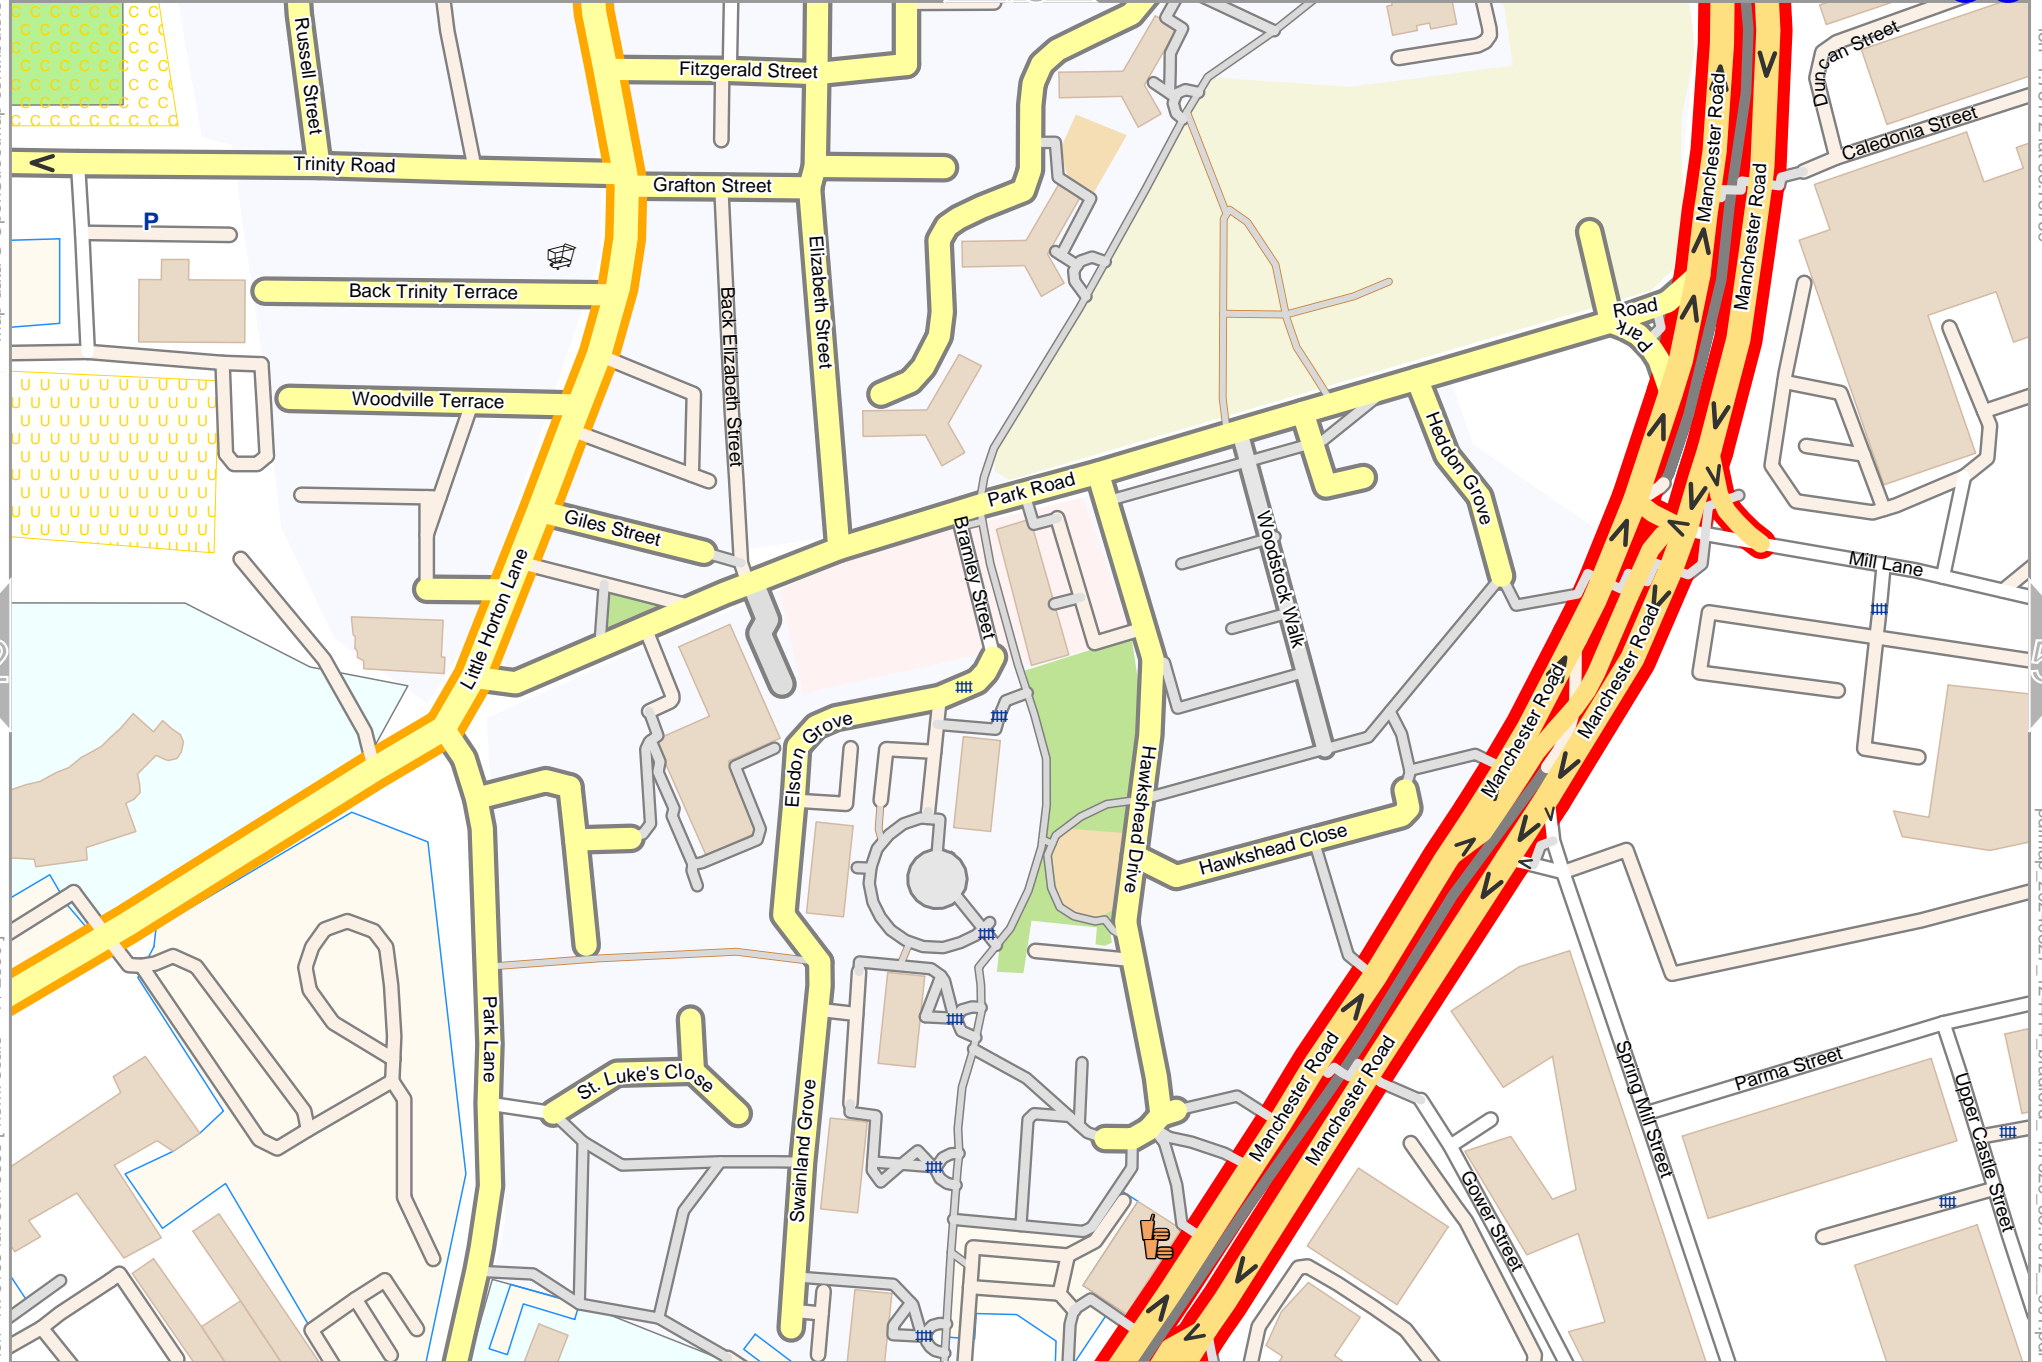 Russell Street
Fitzgerald Street
Duncan Street
Caledonia Street
Manchester Road
Manchester Road
Trinity Road
Grafton Street
P
Back Trinity Terrace
Elizabeth Street
Back Elizabeth Street
Park Road
Woodville Terrace
Heddon Grove
Park Road
Giles Street
Bramley Street
Woodstock Walk
Mill Lane
Little Horton Lane
Manchester Road
Manchester Road
Elsdon Grove
Hawkshead Drive
Hawkshead Close
Park Lane
St. Luke's Close
Swainland Grove
Manchester Road
Manchester Road
Spring Mill Street
Parma Street
Upper Castle Street
Gower Street